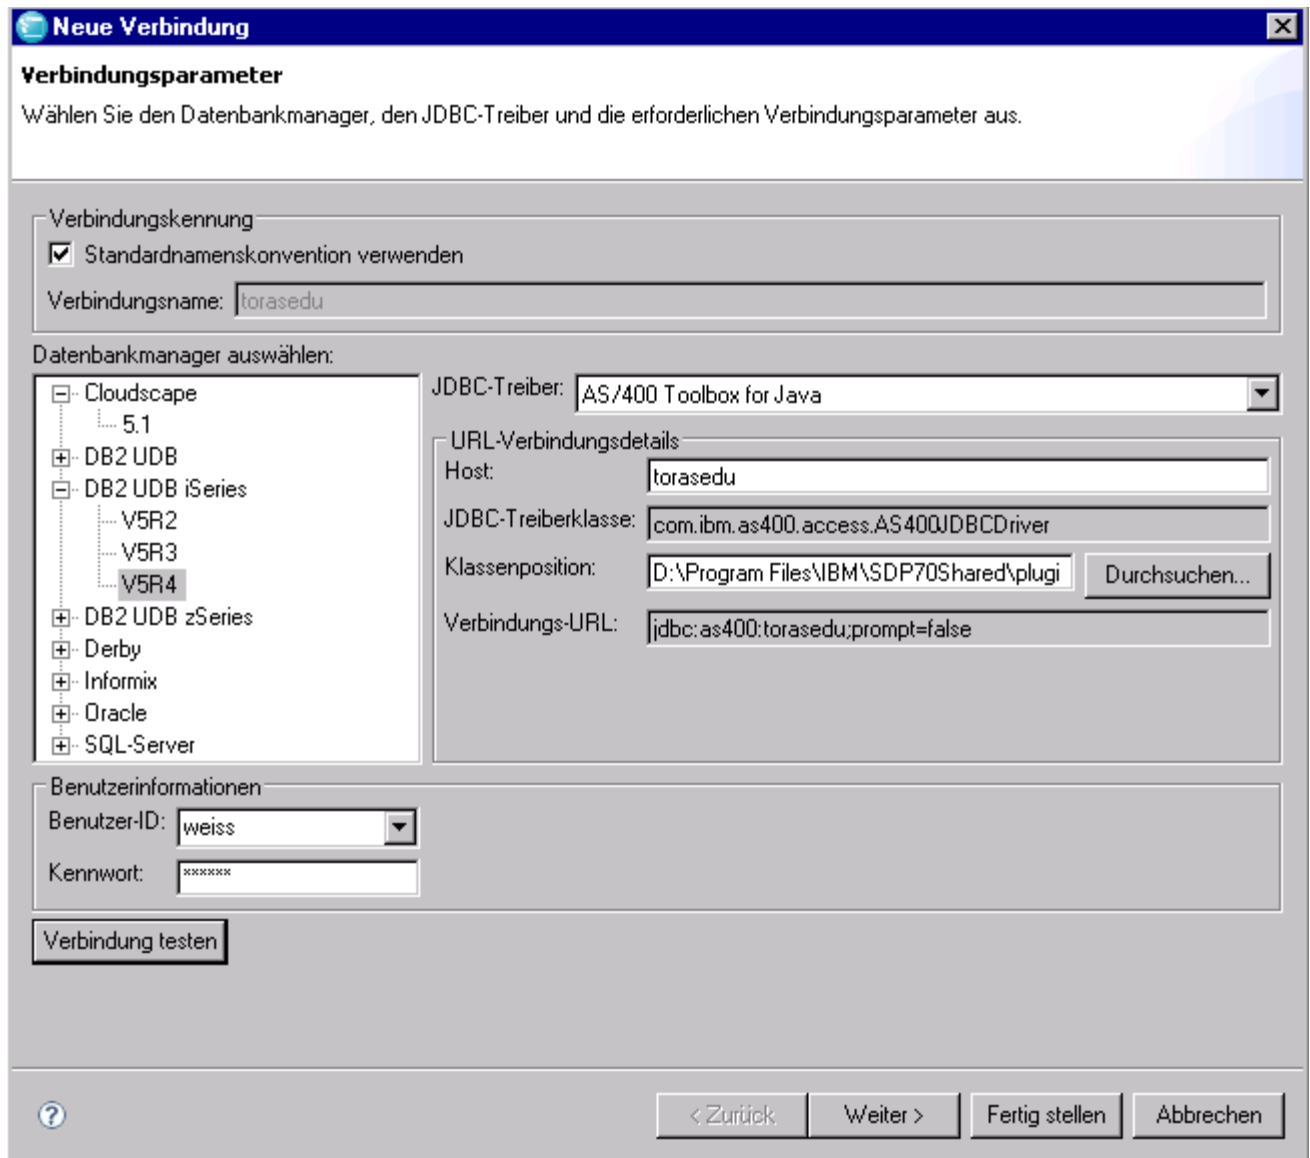 Neue Verbindung
Verbindungsparameter
Wählen Sie den Datenbankmanager, den JDBC-Treiber und die erforderlichen Verbindungsparameter aus.
Verbindungskennung
Standardnamenskonvention verwenden
Verbindungsname: torasedu
Datenbankmanager auswählen:
Cloudscape
5.1
DB2 UDB
DB2 UDB iSeries
V5R2
V5R3
V5R4
DB2 UDB zSeries
Derby
Informix
Oracle
SQL-Server
JDBC-Treiber: AS/400 Toolbox for Java
URL-Verbindungsdetails
Host: torasedu
JDBC-Treiberklasse: com.ibm.as400.access.AS400JDBCDriver
Klassenposition: D:\Program Files\IBM\SDP70Shared\plugi Durchsuchen...
Verbindungs-URL: jdbc:as400:torasedu;prompt=false
Benutzerinformationen
Benutzer-ID: weiss
Kennwort: ××××××
Verbindung testen
? < Zurück Weiter > Fertig stellen Abbrechen